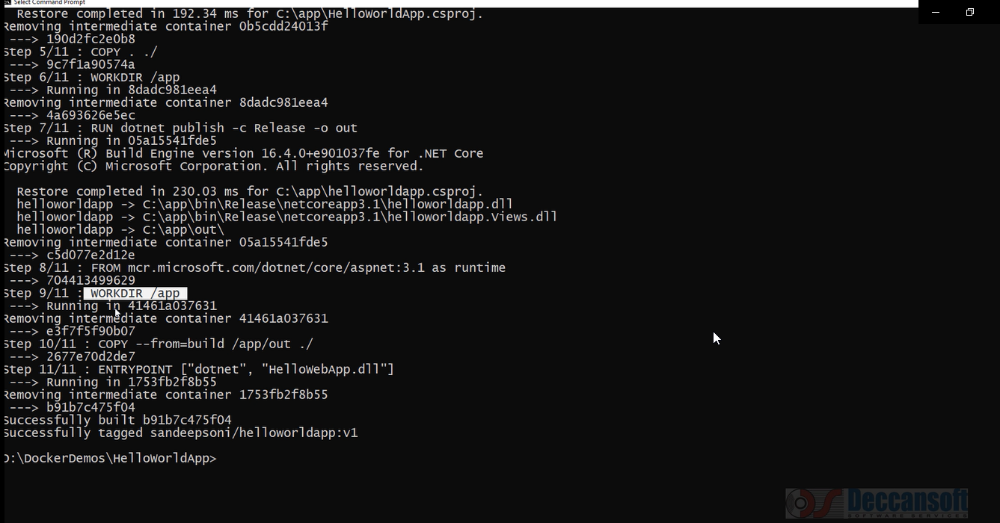 Select Command Prompt
Restore completed in 192.34 ms for C:\app\HelloWorldApp.csproj.
Removing intermediate container 0b5cdd24013f
---> 190d2fc2e0b8
Step 5/11 : COPY . ./
---> 9c7f1a90574a
Step 6/11 : WORKDIR /app
---> Running in 8dadc981eea4
Removing intermediate container 8dadc981eea4
---> 4a693626e5ec
Step 7/11 : RUN dotnet publish -c Release -o out
---> Running in 05a15541fde5
Microsoft (R) Build Engine version 16.4.0+e901037fe for .NET Core
Copyright (C) Microsoft Corporation. All rights reserved.
Restore completed in 230.03 ms for C:\app\helloworldapp.csproj.
helloworldapp -> C:\app\bin\Release\netcoreapp3.1\helloworldapp.dll
helloworldapp -> C:\app\bin\Release\netcoreapp3.1\helloworldapp.Views.dll
helloworldapp -> C:\app\out\
Removing intermediate container 05a15541fde5
---> c5d077e2d12e
Step 8/11 : FROM mcr.microsoft.com/dotnet/core/aspnet:3.1 as runtime
---> 704413499629
Step 9/11 : WORKDIR /app
---> Running in 41461a037631
Removing intermediate container 41461a037631
---> e3f7f5f90b07
Step 10/11 : COPY --from=build /app/out ./
---> 2677e70d2de7
Step 11/11 : ENTRYPOINT ["dotnet", "HelloWebApp.dll"]
---> Running in 1753fb2f8b55
Removing intermediate container 1753fb2f8b55
---> b91b7c475f04
Successfully built b91b7c475f04
Successfully tagged sandeepsoni/helloworldapp:v1
D:\DockerDemos\HelloWorldApp>
Deccansoft
SOFTWARE SERVICES